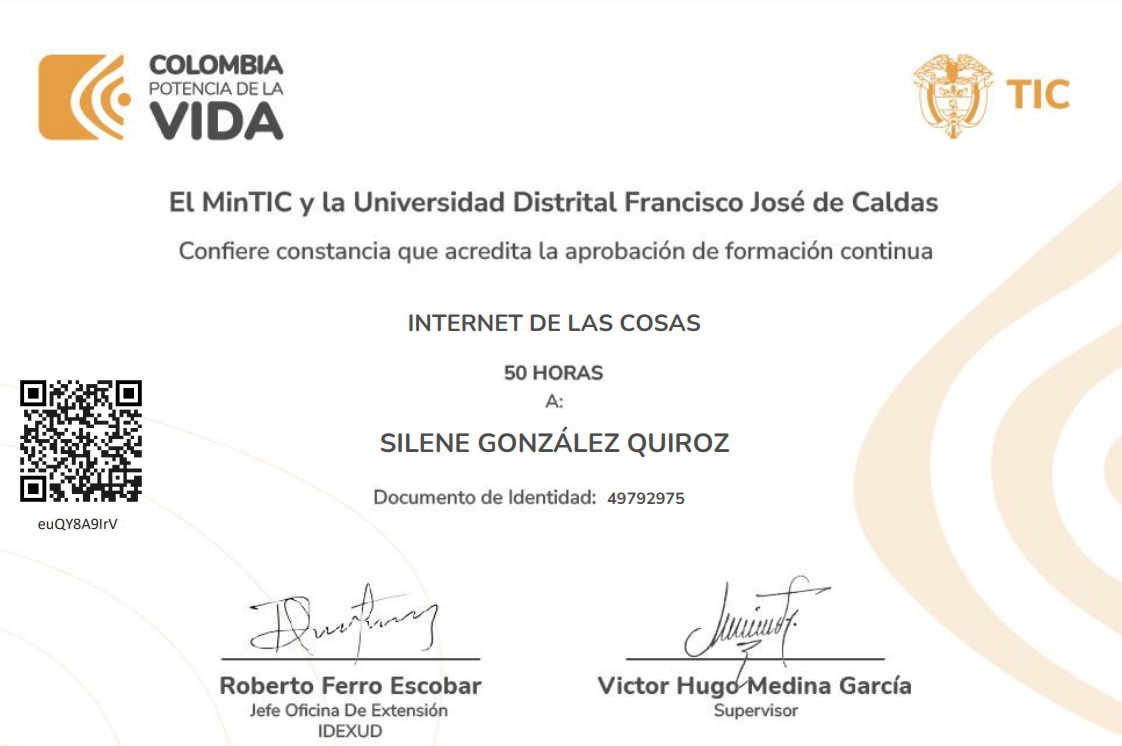 COLOMBIA
POTENCIA DE LA
VIDA
TIC
El MinTIC y la Universidad Distrital Francisco José de Caldas
Confiere constancia que acredita la aprobación de formación continua
INTERNET DE LAS COSAS
50 HORAS
A:
SILENE GONZÁLEZ QUIROZ
Documento de Identidad: 49792975
euQY8A9IrV
Roberto Ferro Escobar
Jefe Oficina De Extensión
IDEXUD
Victor Hugo Medina García
Supervisor